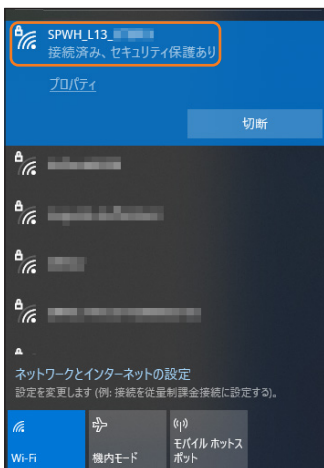 SPWH_L13_
接続済み、セキュリティ保護あり
プロパティ
切断
ネットワークとインターネットの設定
設定を変更します (例: 接続を従量制課金接続に設定する)。
Wi-Fi
機内モード
モバイル ホットス
ポット